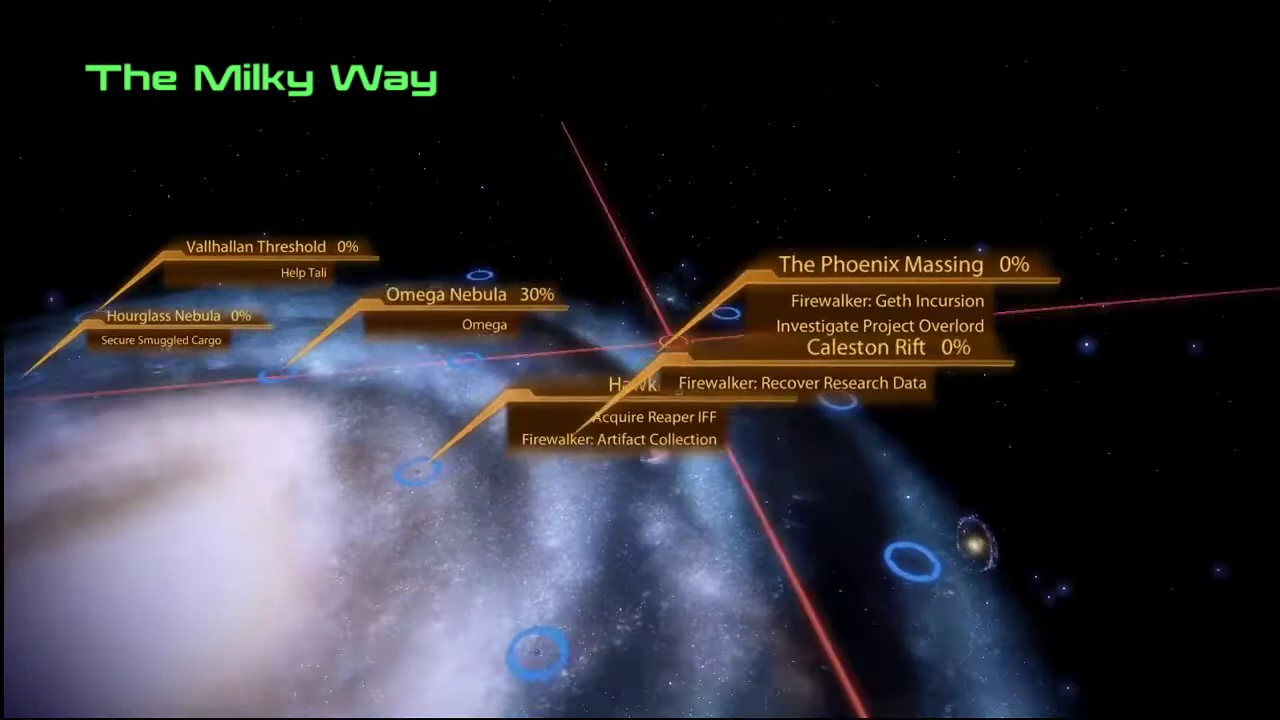 The Milky Way
Vallhallan Threshold 0%
Help Tali
Hourglass Nebula 0%
Secure Smuggled Cargo
Omega Nebula 30%
Omega
The Phoenix Massing 0%
Firewalker: Geth Incursion
Investigate Project Overlord
Caleston Rift 0%
Firewalker: Recover Research Data
Acquire Reaper IFF
Firewalker: Artifact Collection